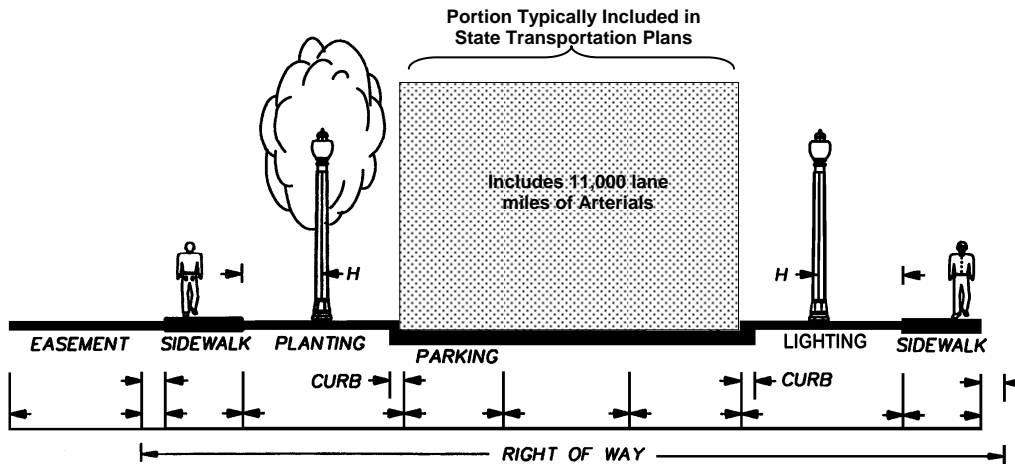 Portion Typically Included in
State Transportation Plans
Includes 11,000 lane
miles of Arterials
H
H
EASEMENT SIDEWALK PLANTING PARKING LIGHTING SIDEWALK
CURB CURB
RIGHT OF WAY